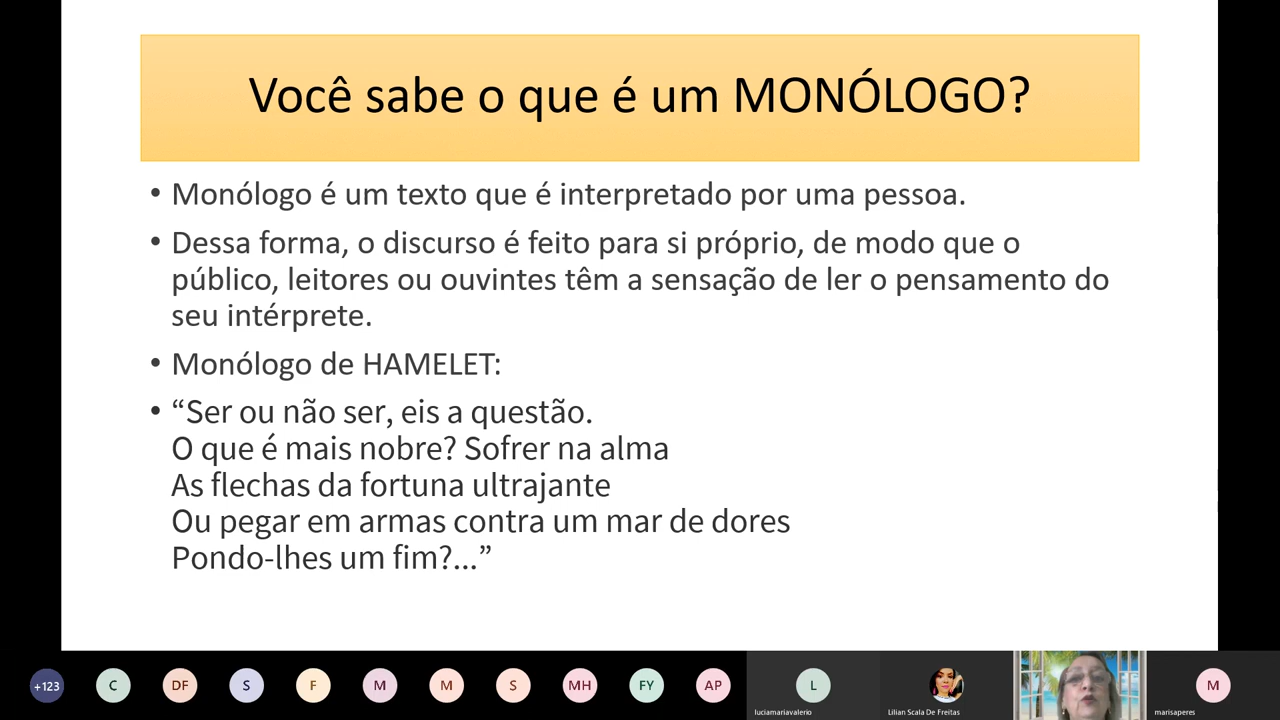 Você sabe o que é um MONÓLOGO?
• Monólogo é um texto que é interpretado por uma pessoa.
• Dessa forma, o discurso é feito para si próprio, de modo que o
público, leitores ou ouvintes têm a sensação de ler o pensamento do
seu intérprete.
• Monólogo de HAMELET:
• “Ser ou não ser, eis a questão.
O que é mais nobre? Sofrer na alma
As flechas da fortuna ultrajante
Ou pegar em armas contra um mar de dores
Pondo-lhes um fim?...”
+123 C DF S F M M S MH FY AP L M
luciamariavalerio Lilian Scala De Freitas marisaperes